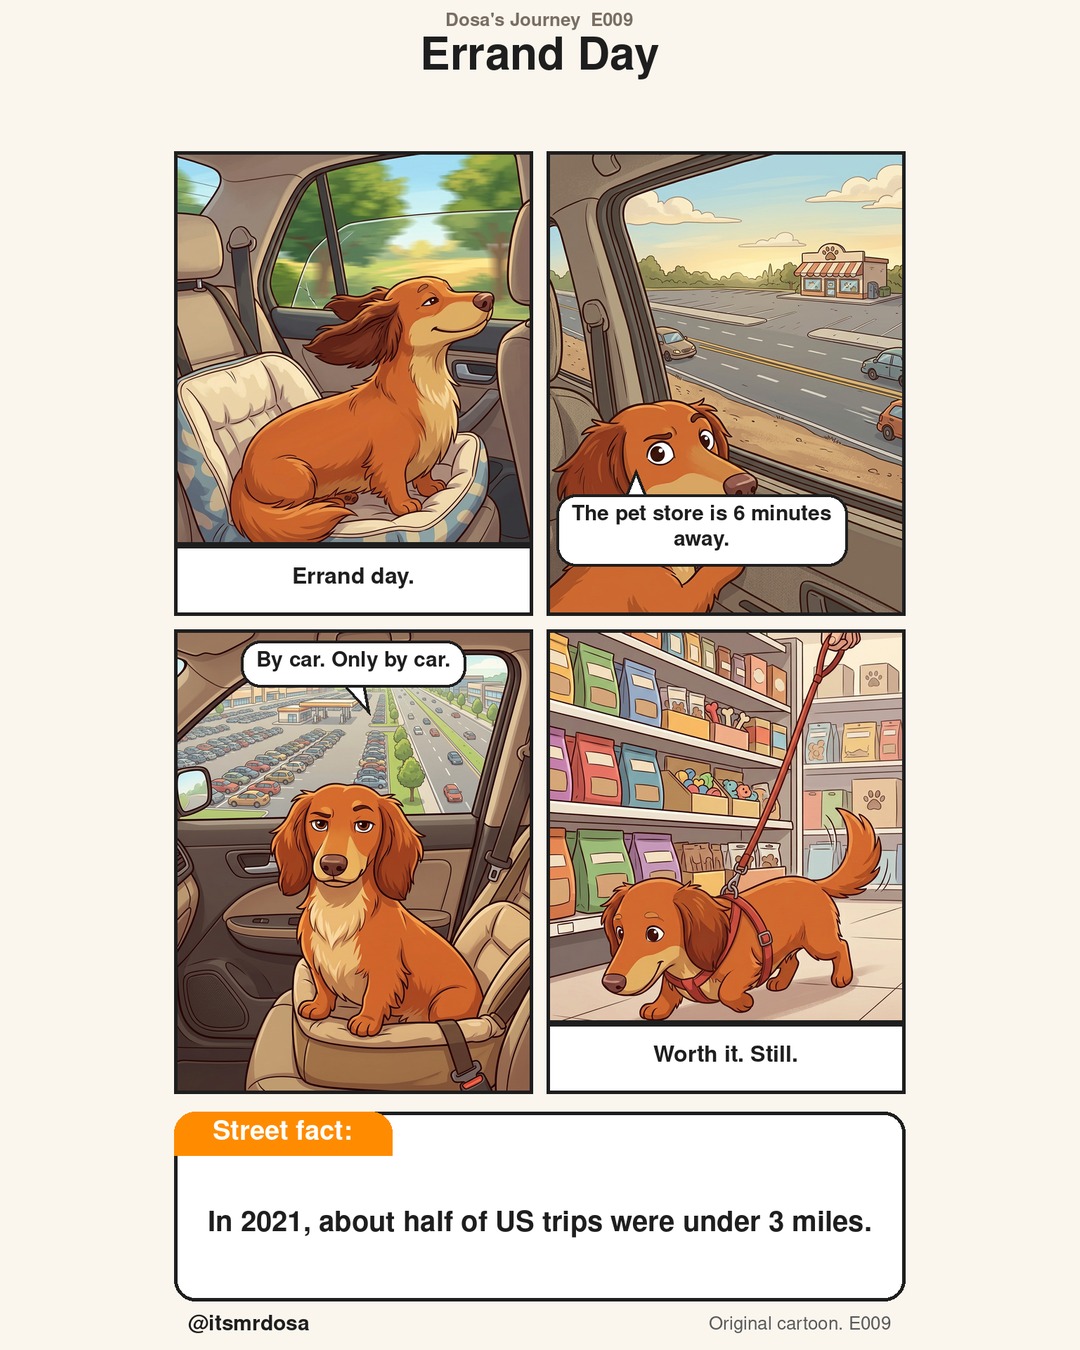 Dosa's Journey E009
Errand Day
Errand day.
The pet store is 6 minutes
away.
By car. Only by car.
Worth it. Still.
Street fact:
In 2021, about half of US trips were under 3 miles.
@itsmrdosa
Original cartoon. E009